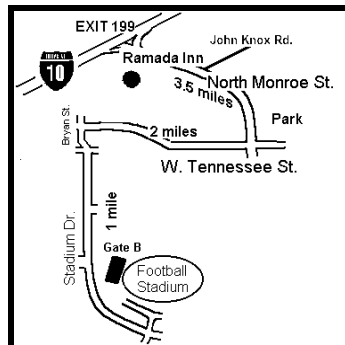 EXIT 199
Ramada Inn
John Knox Rd.
10
North Monroe St.
3.5 miles
Park
Bryan St.
2 miles
W. Tennessee St.
Stadium Dr.
1 mile
Gate B
Football
Stadium